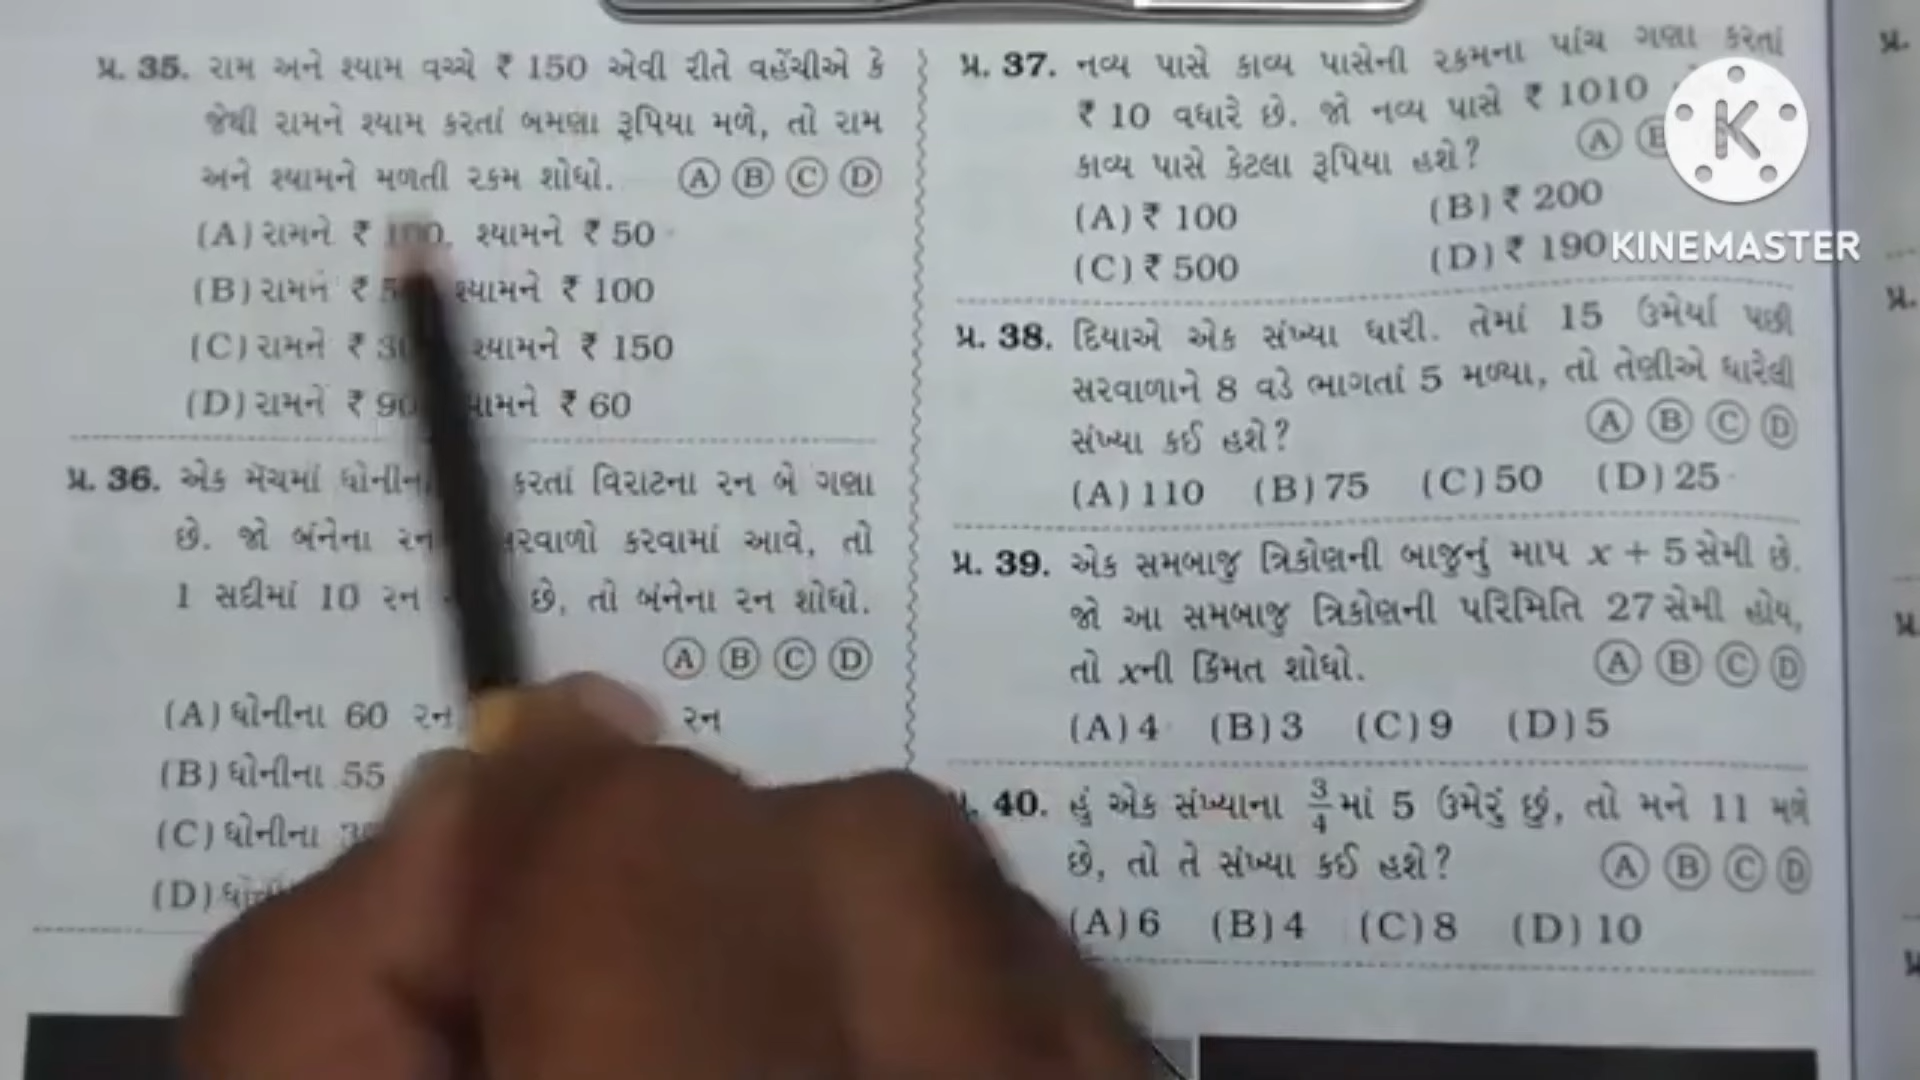 પ્ર. 35. રામ અને શ્યામ વચ્ચે ₹ 150 એવી રીતે વહેંચીએ કે
જેથી રામને શ્યામ કરતાં બમણા રૂપિયા મળે, તો રામ
અને શ્યામને મળતી રકમ શોધો. Ⓐ Ⓑ Ⓒ Ⓓ
(A) રામને ₹ 100, શ્યામને ₹ 50
(B) રામને ₹ શ્યામને ₹ 100
(C) રામને ₹ શ્યામને ₹ 150
(D) રામને ₹ 90 ₹ 60
પ્ર. 36. એક મૅચમાં કરતાં વિરાટના રન બે ગણા
છે. જો બંનેના રન સરવાળો કરવામાં આવે, તો
1 સદીમાં 10 રન છે, તો બંનેના રન શોધો.
Ⓐ Ⓑ Ⓒ Ⓓ
(A) ધોનીના 60 રન રન
(B) ધોનીના 55
(C) ધોનીના
(D)
પ્ર. 37. નવ્ય પાસે કાવ્ય પાસેની રકમના પાંચ ગણા કરતાં
₹ 10 વધારે છે. જો નવ્ય પાસે ₹ 1010
કાવ્ય પાસે કેટલા રૂપિયા હશે? Ⓐ
(A) ₹ 100 (B) ₹ 200
(C) ₹ 500 (D) ₹ 190
K
KINEMASTER
પ્ર. 38. દિયાએ એક સંખ્યા ધારી. તેમાં 15 ઉમેર્યા પછી
સરવાળાને 8 વડે ભાગતાં 5 મળ્યા, તો તેણીએ ધારેલી
સંખ્યા કઈ હશે? Ⓐ Ⓑ Ⓒ Ⓓ
(A) 110 (B) 75 (C) 50 (D) 25
પ્ર. 39. એક સમબાજુ ત્રિકોણની બાજુનું માપ x + 5 સેમી છે.
જો આ સમબાજુ ત્રિકોણની પરિમિતિ 27 સેમી હોય,
તો xની કિંમત શોધો. Ⓐ Ⓑ Ⓒ Ⓓ
(A) 4 (B) 3 (C) 9 (D) 5
40. હું એક સંખ્યાના 3/4 માં 5 ઉમેરું છું, તો મને 11 મળે
છે, તો તે સંખ્યા કઈ હશે? Ⓐ Ⓑ Ⓒ Ⓓ
(A) 6 (B) 4 (C) 8 (D) 10